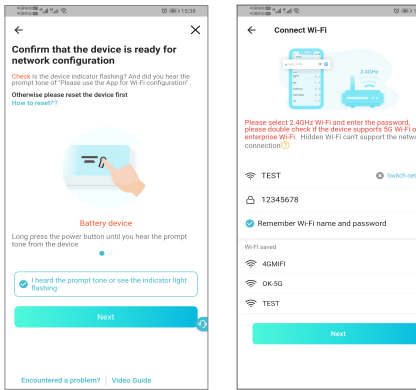 15:38
Confirm that the device is ready for
network configuration
Check Is the device indicator flashing? And did you hear the
prompt tone of "Please use the App for Wi-Fi configuration" .
Otherwise please reset the device first
How to reset??
Battery device
Long press the power button until you hear the prompt
tone from the device
I heard the prompt tone or see the indicator light
flashing
Next
Encountered a problem? | Video Guide
Connect Wi-Fi
2.4GHz
Please select 2.4GHz Wi-Fi and enter the password,
please double check if the device supports 5G Wi-Fi o
enterprise Wi-Fi. Hidden Wi-Fi can't support the netwo
connection?
TEST
Switch net
12345678
Remember Wi-Fi name and password
Wi-Fi saved
4GMIFI
OK-5G
TEST
Next